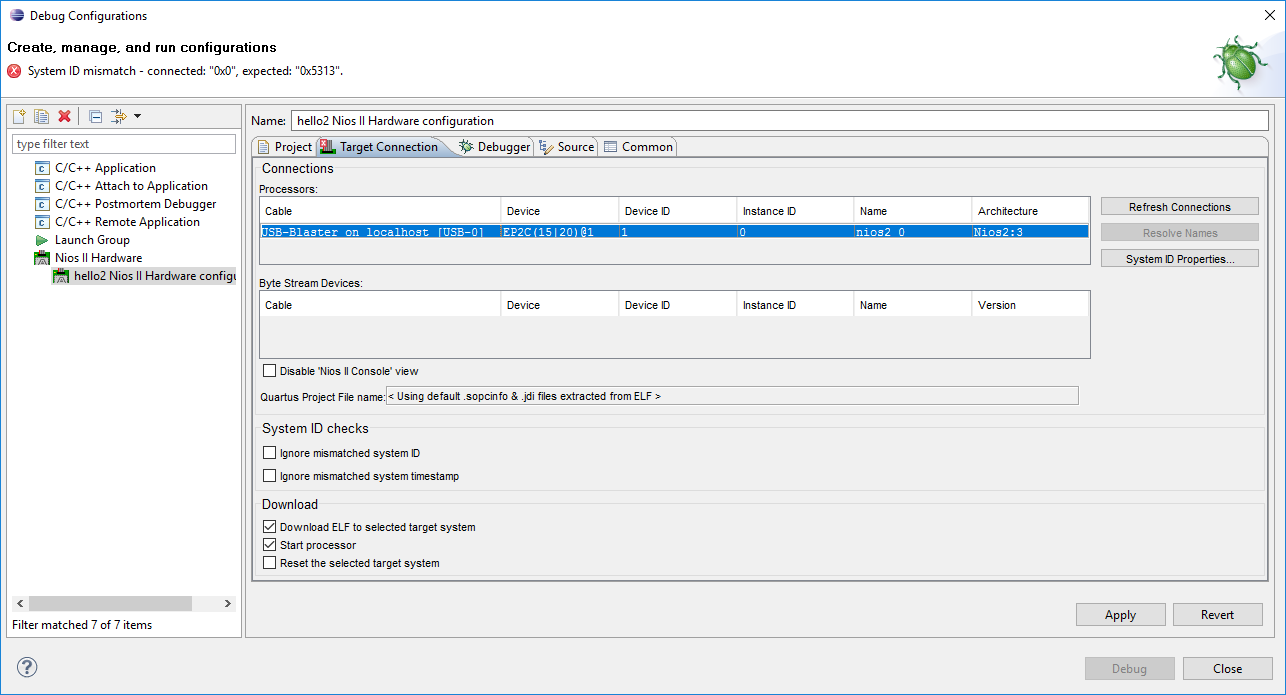 Debug Configurations
Create, manage, and run configurations
System ID mismatch - connected: "0x0", expected: "0x5313".
type filter text
C/C++ Application
C/C++ Attach to Application
C/C++ Postmortem Debugger
C/C++ Remote Application
Launch Group
Nios II Hardware
hello2 Nios II Hardware configu
Filter matched 7 of 7 items
Name: hello2 Nios II Hardware configuration
Project Target Connection Debugger Source Common
Connections
Processors:
Cable Device Device ID Instance ID Name Architecture
USB-Blaster on localhost [USB-0] EP2C(15|20)@1 1 0 nios2_0 Nios2:3
Refresh Connections
Resolve Names
System ID Properties...
Byte Stream Devices:
Cable Device Device ID Instance ID Name Version
Disable 'Nios II Console' view
Quartus Project File name: < Using default .sopcinfo & .jdi files extracted from ELF >
System ID checks
Ignore mismatched system ID
Ignore mismatched system timestamp
Download
Download ELF to selected target system
Start processor
Reset the selected target system
Apply Revert
? Debug Close